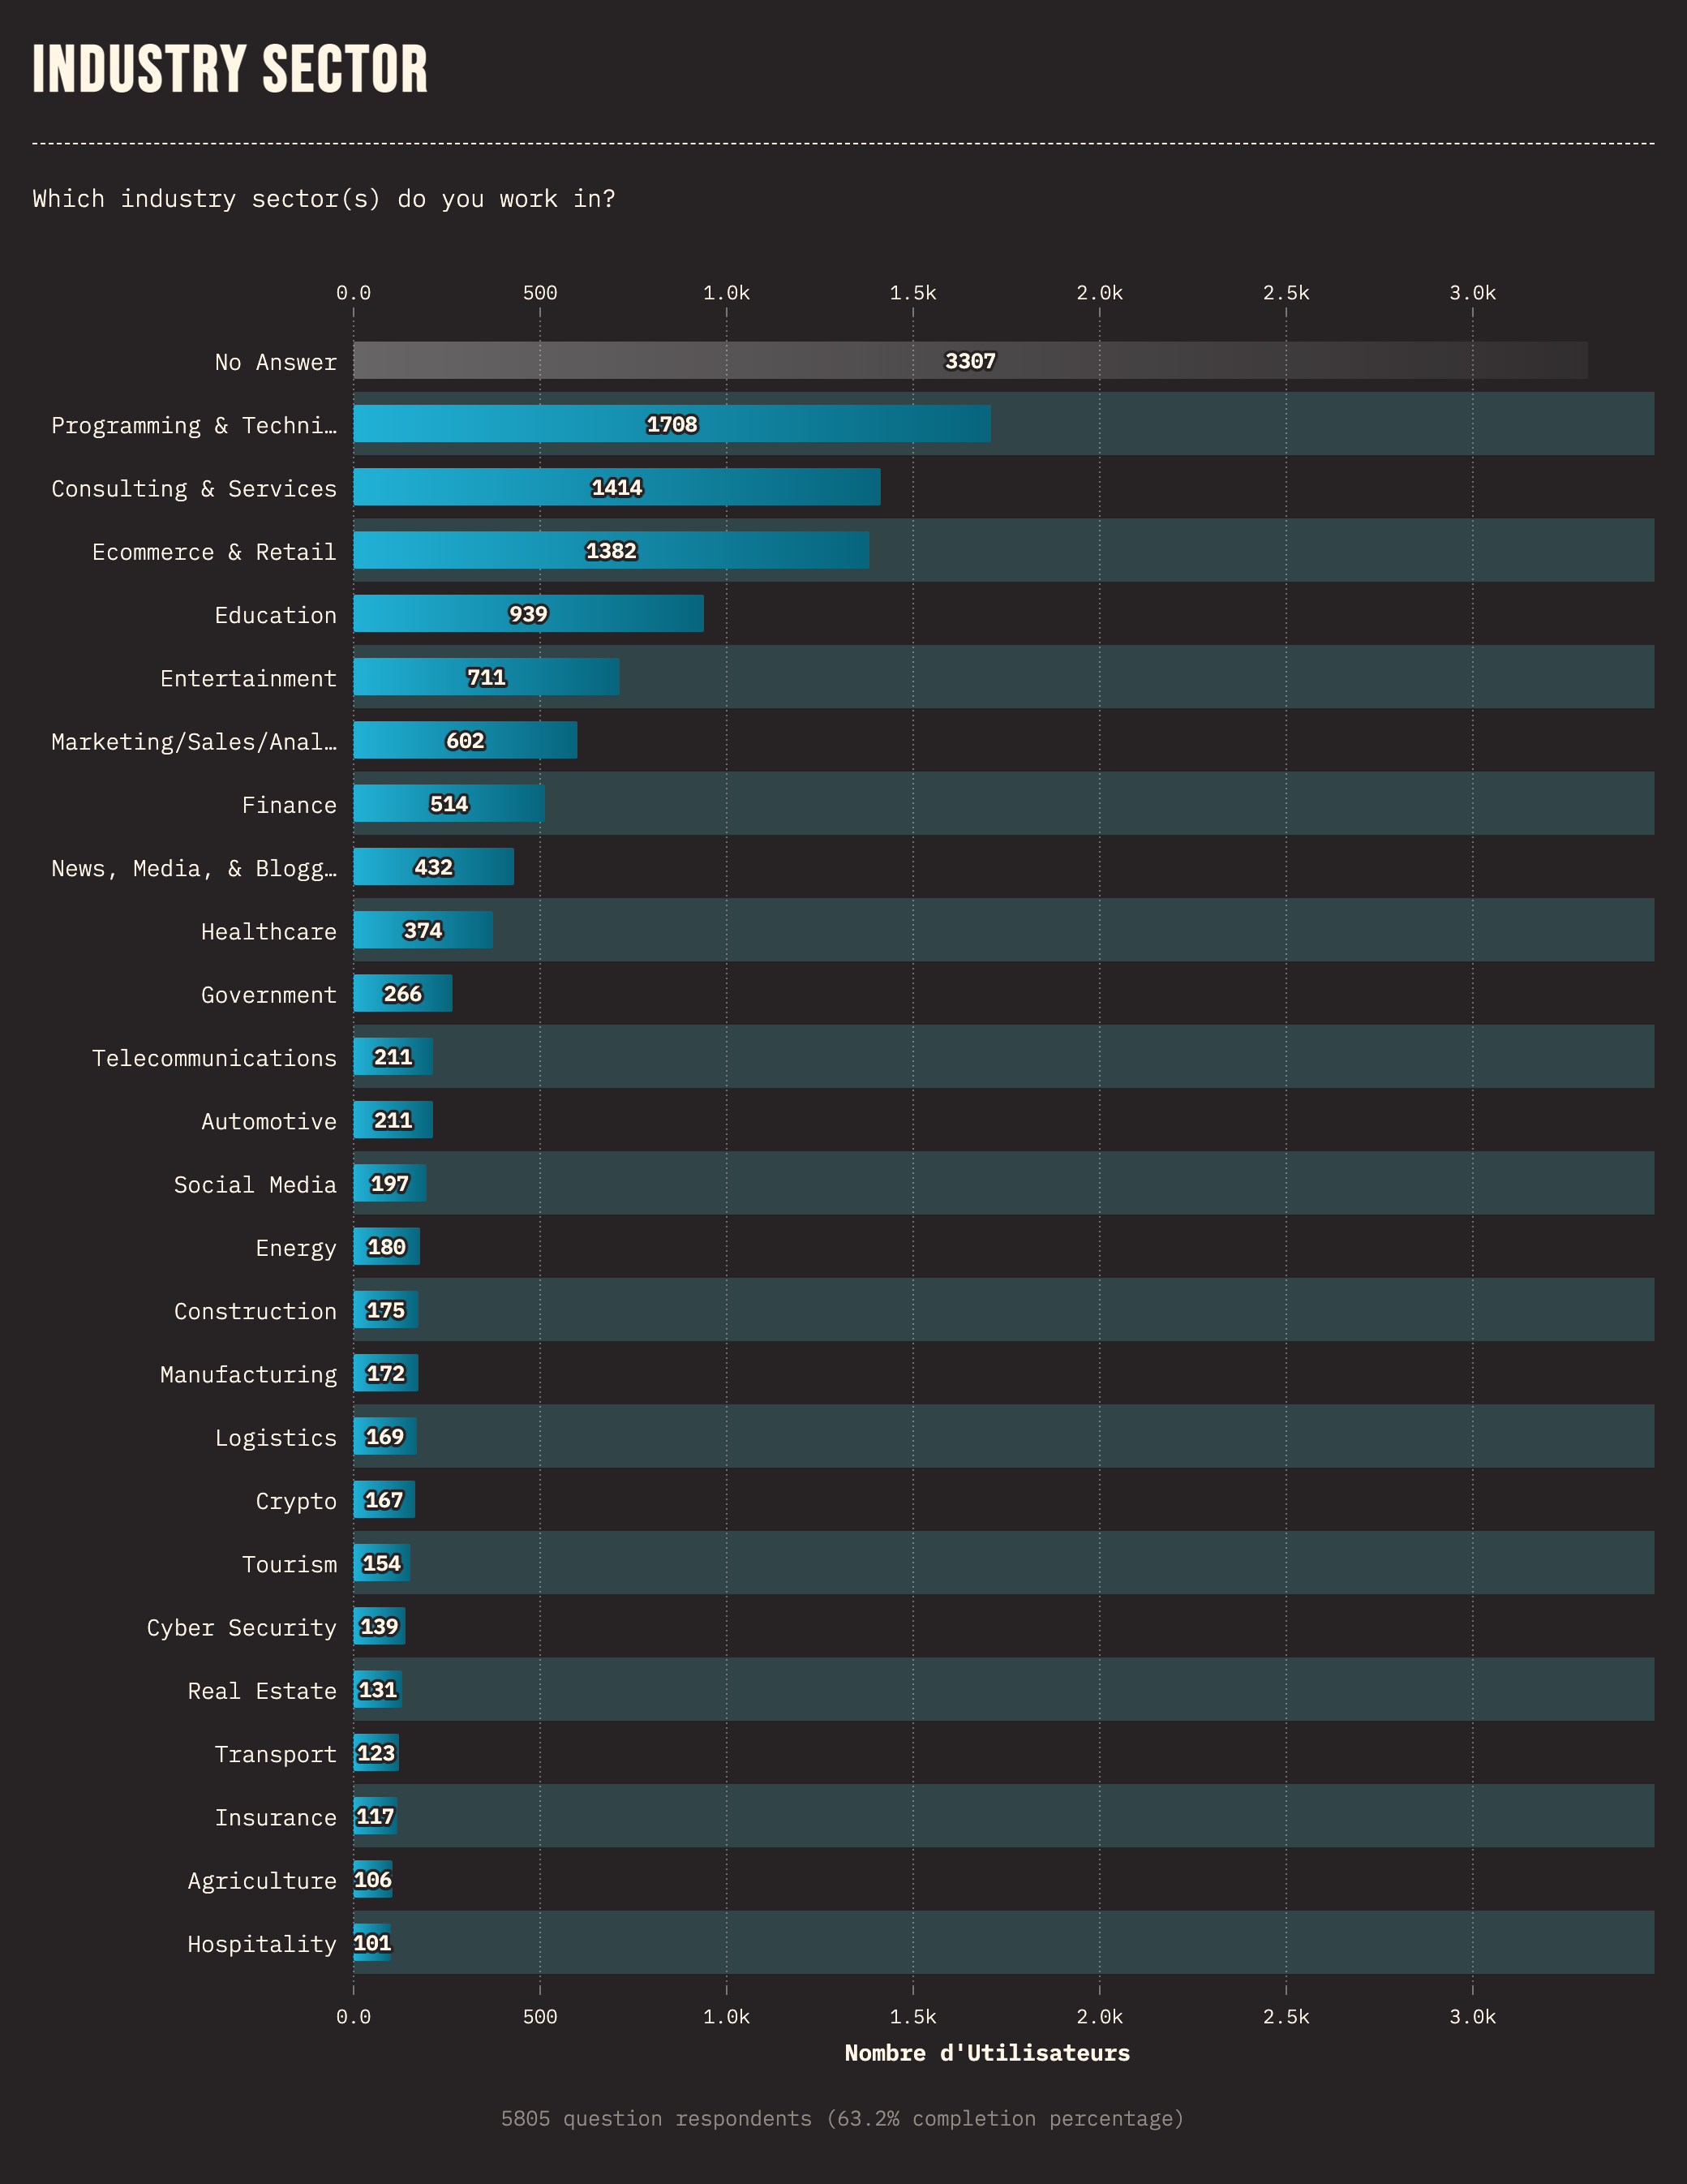 INDUSTRY SECTOR
Which industry sector(s) do you work in?
0.0 500 1.0k 1.5k 2.0k 2.5k 3.0k
No Answer 3307
Programming & Techni… 1708
Consulting & Services 1414
Ecommerce & Retail 1382
Education 939
Entertainment 711
Marketing/Sales/Anal… 602
Finance 514
News, Media, & Blogg… 432
Healthcare 374
Government 266
Telecommunications 211
Automotive 211
Social Media 197
Energy 180
Construction 175
Manufacturing 172
Logistics 169
Crypto 167
Tourism 154
Cyber Security 139
Real Estate 131
Transport 123
Insurance 117
Agriculture 106
Hospitality 101
0.0 500 1.0k 1.5k 2.0k 2.5k 3.0k
Nombre d'Utilisateurs
5805 question respondents (63.2% completion percentage)